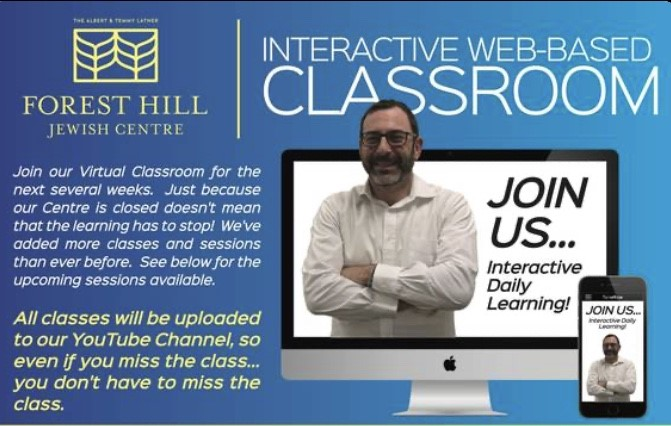 THE ALBERT & TEMMY LATNER
FOREST HILL
JEWISH CENTRE
INTERACTIVE WEB-BASED
CLASSROOM
Join our Virtual Classroom for the
next several weeks. Just because
our Centre is closed doesn't mean
that the learning has to stop! We've
added more classes and sessions
than ever before. See below for the
upcoming sessions available.
All classes will be uploaded
to our YouTube Channel, so
even if you miss the class...
you don't have to miss the
class.
JOIN
US...
Interactive
Daily
Learning!
JOIN US...
Interactive Daily
Learning!